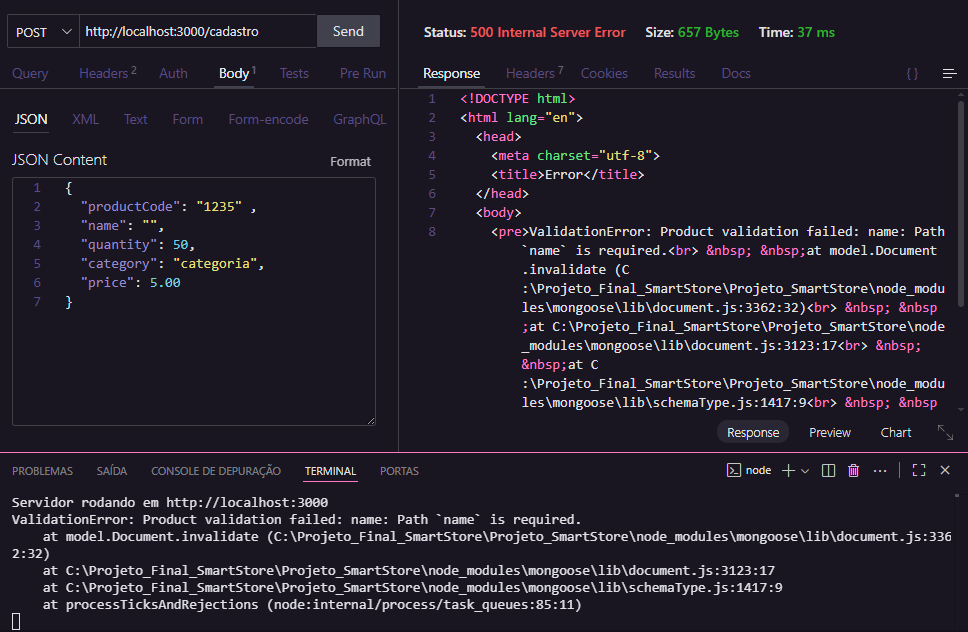 POST http://localhost:3000/cadastro Send
Query Headers 2 Auth Body 1 Tests Pre Run
JSON XML Text Form Form-encode GraphQL
JSON Content Format
1 {
2 "productCode": "1235" ,
3 "name": "",
4 "quantity": 50,
5 "category": "categoria",
6 "price": 5.00
7 }
Status: 500 Internal Server Error Size: 657 Bytes Time: 37 ms
Response Headers 7 Cookies Results Docs { }
1 <!DOCTYPE html>
2 <html lang="en">
3 <head>
4 <meta charset="utf-8">
5 <title>Error</title>
6 </head>
7 <body>
8 <pre>ValidationError: Product validation failed: name: Path
`name` is required.<br> &nbsp; &nbsp;at model.Document
.invalidate (C
:\Projeto_Final_SmartStore\Projeto_SmartStore\node_modu
les\mongoose\lib\document.js:3362:32)<br> &nbsp; &nbsp
;at C:\Projeto_Final_SmartStore\Projeto_SmartStore\node
_modules\mongoose\lib\document.js:3123:17<br> &nbsp;
&nbsp;at C
:\Projeto_Final_SmartStore\Projeto_SmartStore\node_modu
les\mongoose\lib\schemaType.js:1417:9<br> &nbsp; &nbsp
Response Preview Chart
PROBLEMAS SAÍDA CONSOLE DE DEPURAÇÃO TERMINAL PORTAS node
Servidor rodando em http://localhost:3000
ValidationError: Product validation failed: name: Path `name` is required.
at model.Document.invalidate (C:\Projeto_Final_SmartStore\Projeto_SmartStore\node_modules\mongoose\lib\document.js:336
2:32)
at C:\Projeto_Final_SmartStore\Projeto_SmartStore\node_modules\mongoose\lib\document.js:3123:17
at C:\Projeto_Final_SmartStore\Projeto_SmartStore\node_modules\mongoose\lib\schemaType.js:1417:9
at processTicksAndRejections (node:internal/process/task_queues:85:11)